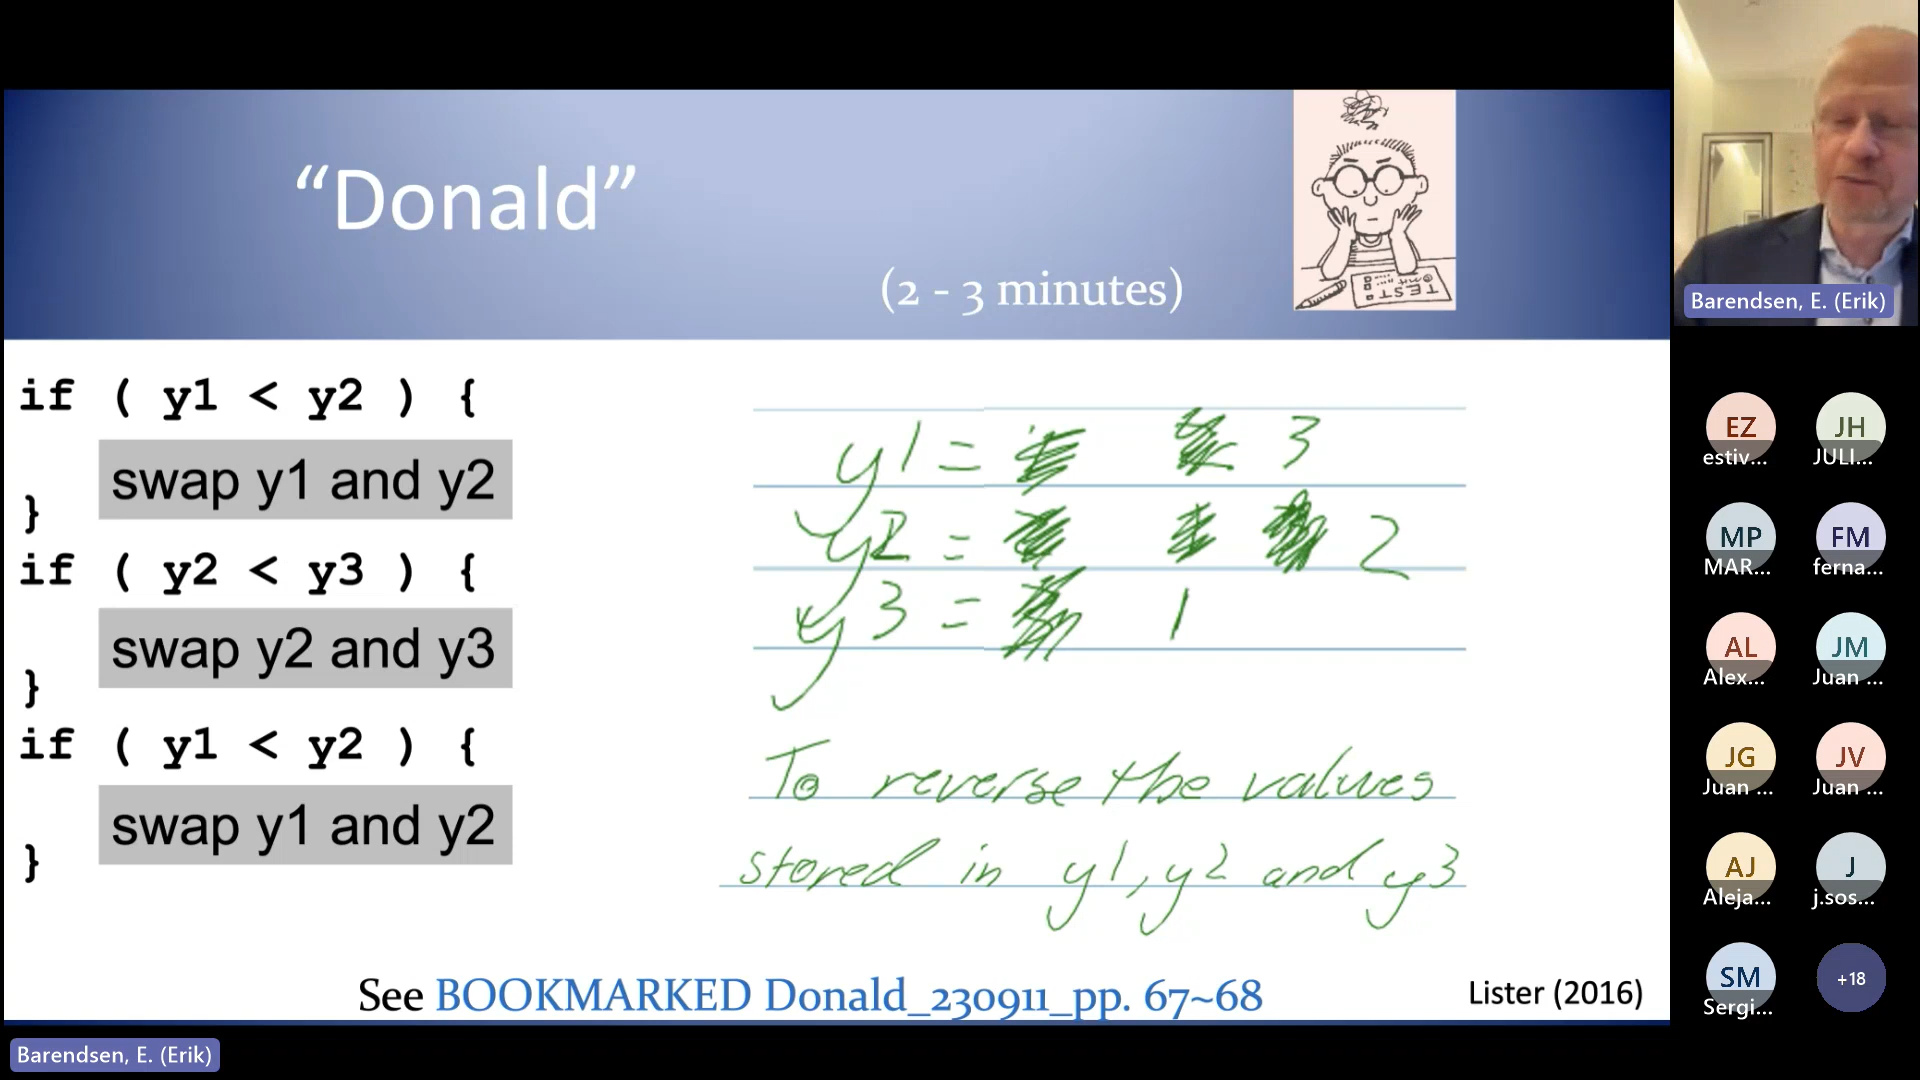 “Donald”
(2 - 3 minutes)
TEST
Barendsen, E. (Erik)
if ( y1 < y2 ) {
swap y1 and y2
}
if ( y2 < y3 ) {
swap y2 and y3
}
if ( y1 < y2 ) {
swap y1 and y2
}
y1 = 3
y2 = 2
y3 = 1
To reverse the values
stored in y1, y2 and y3
See BOOKMARKED Donald_230911_pp. 67~68
Lister (2016)
EZ
estiv...
JH
JULI...
MP
MAR...
FM
ferna...
AL
Alex...
JM
Juan ...
JG
Juan ...
JV
Juan ...
AJ
Aleja...
J
j.sos...
SM
Sergi...
+18
Barendsen, E. (Erik)